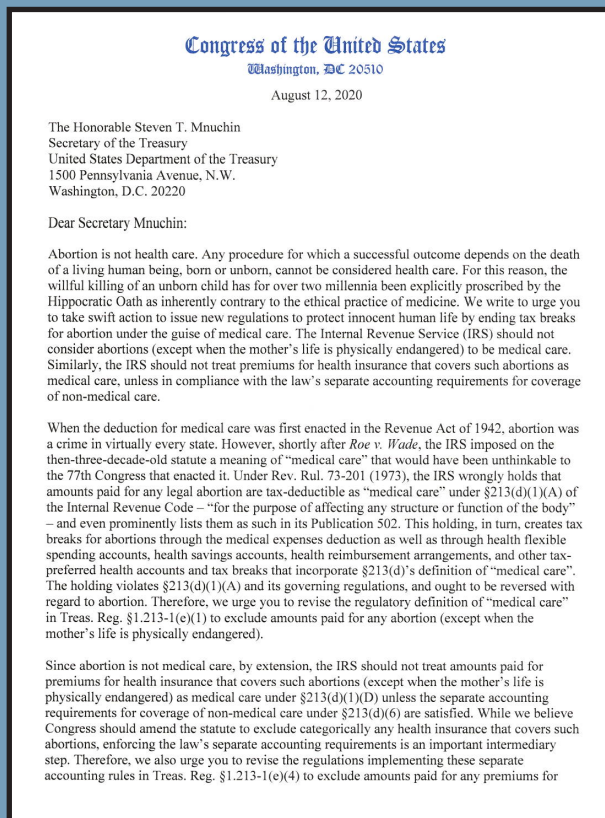 Congress of the United States
Washington, DC 20510
August 12, 2020
The Honorable Steven T. Mnuchin
Secretary of the Treasury
United States Department of the Treasury
1500 Pennsylvania Avenue, N.W.
Washington, D.C. 20220
Dear Secretary Mnuchin:
Abortion is not health care. Any procedure for which a successful outcome depends on the death
of a living human being, born or unborn, cannot be considered health care. For this reason, the
willful killing of an unborn child has for over two millennia been explicitly proscribed by the
Hippocratic Oath as inherently contrary to the ethical practice of medicine. We write to urge you
to take swift action to issue new regulations to protect innocent human life by ending tax breaks
for abortion under the guise of medical care. The Internal Revenue Service (IRS) should not
consider abortions (except when the mother’s life is physically endangered) to be medical care.
Similarly, the IRS should not treat premiums for health insurance that covers such abortions as
medical care, unless in compliance with the law’s separate accounting requirements for coverage
of non-medical care.
When the deduction for medical care was first enacted in the Revenue Act of 1942, abortion was
a crime in virtually every state. However, shortly after Roe v. Wade, the IRS imposed on the
then-three-decade-old statute a meaning of “medical care” that would have been unthinkable to
the 77th Congress that enacted it. Under Rev. Rul. 73-201 (1973), the IRS wrongly holds that
amounts paid for any legal abortion are tax-deductible as “medical care” under §213(d)(1)(A) of
the Internal Revenue Code – “for the purpose of affecting any structure or function of the body”
– and even prominently lists them as such in its Publication 502. This holding, in turn, creates tax
breaks for abortions through the medical expenses deduction as well as through health flexible
spending accounts, health savings accounts, health reimbursement arrangements, and other tax-
preferred health accounts and tax breaks that incorporate §213(d)’s definition of “medical care”.
The holding violates §213(d)(1)(A) and its governing regulations, and ought to be reversed with
regard to abortion. Therefore, we urge you to revise the regulatory definition of “medical care”
in Treas. Reg. §1.213-1(e)(1) to exclude amounts paid for any abortion (except when the
mother’s life is physically endangered).
Since abortion is not medical care, by extension, the IRS should not treat amounts paid for
premiums for health insurance that covers such abortions (except when the mother’s life is
physically endangered) as medical care under §213(d)(1)(D) unless the separate accounting
requirements for coverage of non-medical care under §213(d)(6) are satisfied. While we believe
Congress should amend the statute to exclude categorically any health insurance that covers such
abortions, enforcing the law’s separate accounting requirements is an important intermediary
step. Therefore, we also urge you to revise the regulations implementing these separate
accounting rules in Treas. Reg. §1.213-1(e)(4) to exclude amounts paid for any premiums for